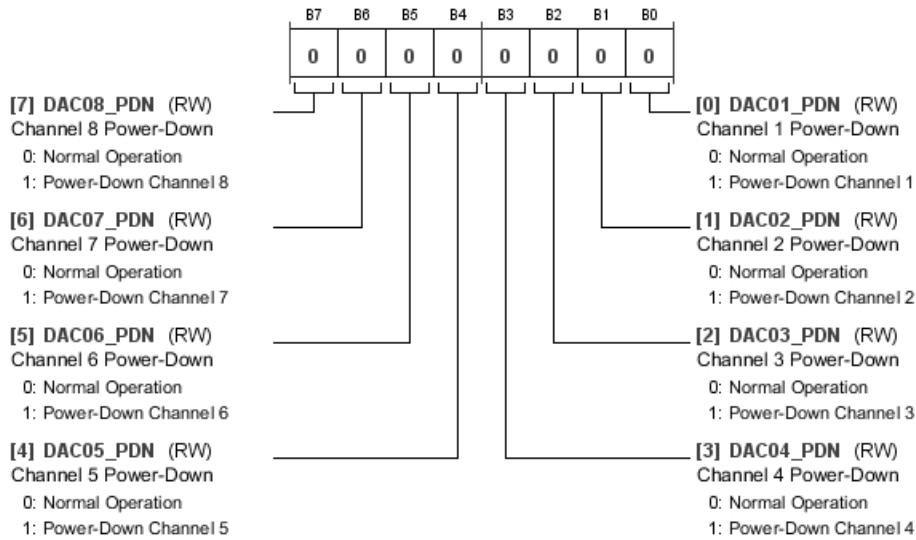 B7 B6 B5 B4 B3 B2 B1 B0
0 0 0 0 0 0 0 0
[7] DAC08_PDN (RW)
Channel 8 Power-Down
0: Normal Operation
1: Power-Down Channel 8
[6] DAC07_PDN (RW)
Channel 7 Power-Down
0: Normal Operation
1: Power-Down Channel 7
[5] DAC06_PDN (RW)
Channel 6 Power-Down
0: Normal Operation
1: Power-Down Channel 6
[4] DAC05_PDN (RW)
Channel 5 Power-Down
0: Normal Operation
1: Power-Down Channel 5
[0] DAC01_PDN (RW)
Channel 1 Power-Down
0: Normal Operation
1: Power-Down Channel 1
[1] DAC02_PDN (RW)
Channel 2 Power-Down
0: Normal Operation
1: Power-Down Channel 2
[2] DAC03_PDN (RW)
Channel 3 Power-Down
0: Normal Operation
1: Power-Down Channel 3
[3] DAC04_PDN (RW)
Channel 4 Power-Down
0: Normal Operation
1: Power-Down Channel 4